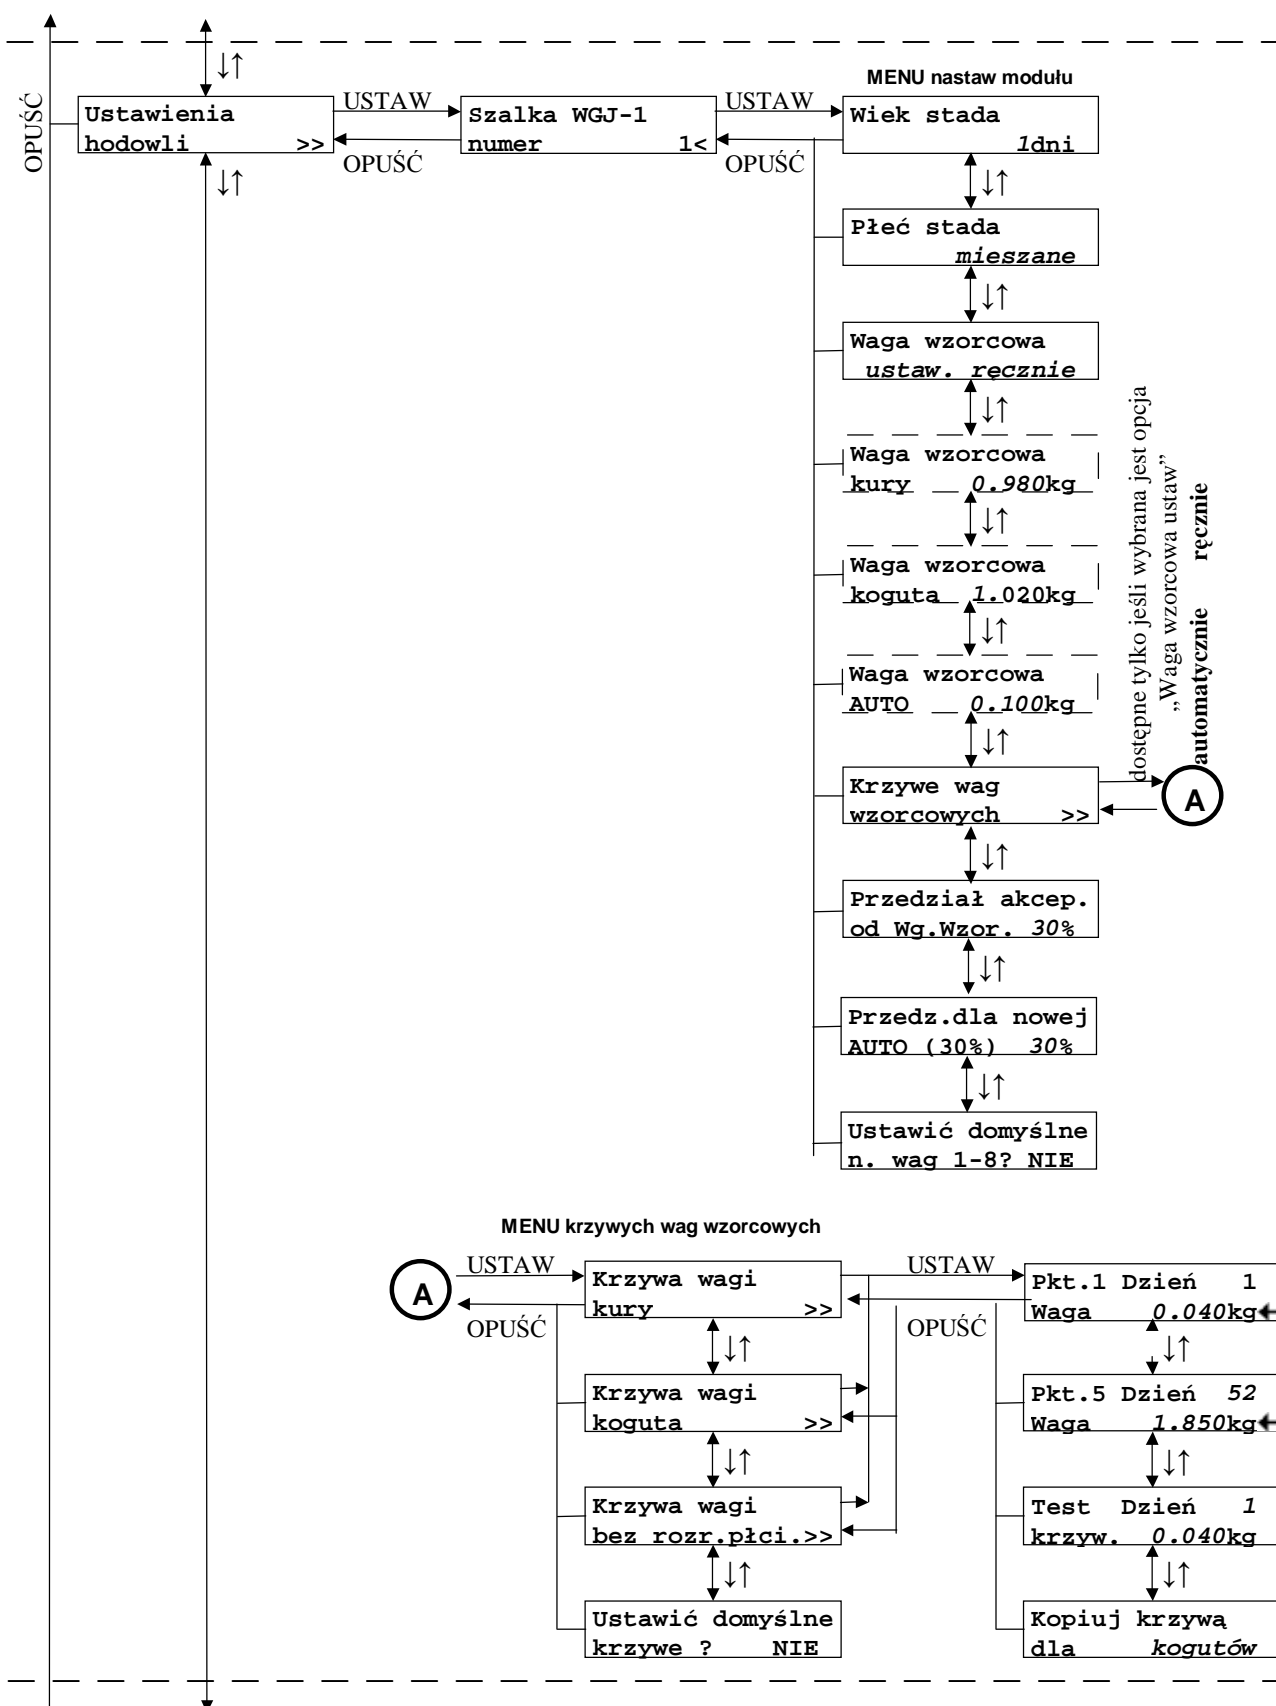 ↓↑
MENU nastaw modułu
OPUŚĆ
Ustawienia
hodowli >>
USTAW
OPUŚĆ
Szalka WGJ-1
numer 1<
USTAW
OPUŚĆ
Wiek stada
1dni
↓↑
↓↑
Płeć stada
mieszane
↓↑
Waga wzorcowa
ustaw. ręcznie
↓↑
Waga wzorcowa
kury 0.980kg
↓↑
Waga wzorcowa
koguta 1.020kg
↓↑
Waga wzorcowa
AUTO 0.100kg
↓↑
dostępne tylko jeśli wybrana jest opcja
„Waga wzorcowa ustaw”
automatycznie ręcznie
Krzywe wag
wzorcowych >>
A
↓↑
Przedział akcep.
od Wg.Wzor. 30%
↓↑
Przedz.dla nowej
AUTO (30%) 30%
↓↑
Ustawić domyślne
n. wag 1-8? NIE
MENU krzywych wag wzorcowych
A
USTAW
OPUŚĆ
Krzywa wagi
kury >>
USTAW
OPUŚĆ
Pkt.1 Dzień 1
Waga 0.040kg
↓↑
↓↑
Krzywa wagi
koguta >>
Pkt.5 Dzień 52
Waga 1.850kg
↓↑
↓↑
Krzywa wagi
bez rozr.płci.>>
Test Dzień 1
krzyw. 0.040kg
↓↑
↓↑
Ustawić domyślne
krzywe ? NIE
Kopiuj krzywą
dla kogutów